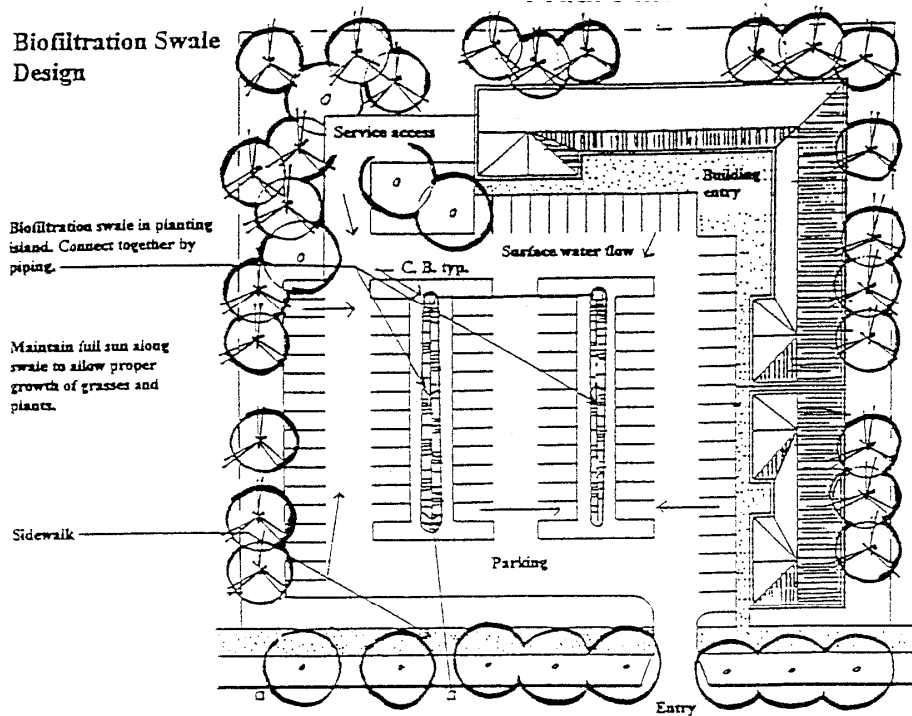 Biofiltration Swale
Design
Service access
Building
entry
Biofiltration swale in planting
island. Connect together by
piping.
Surface water flow
C. B. typ.
Maintain full sun along
swale to allow proper
growth of grasses and
plants.
Sidewalk
Parking
Entry